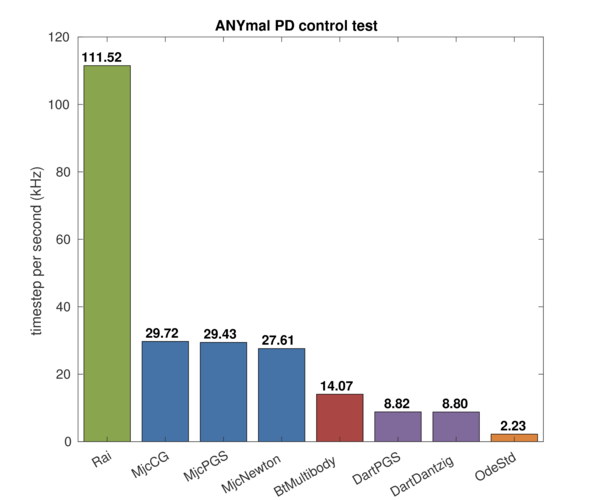 ANYmal PD control test
timestep per second (kHz)
120
100
80
60
40
20
0
111.52
29.72
29.43
27.61
14.07
8.82
8.80
2.23
Rai
MjcCG
MjcPGS
MjcNewton
BtMultibody
DartPGS
DartDantzig
OdeStd